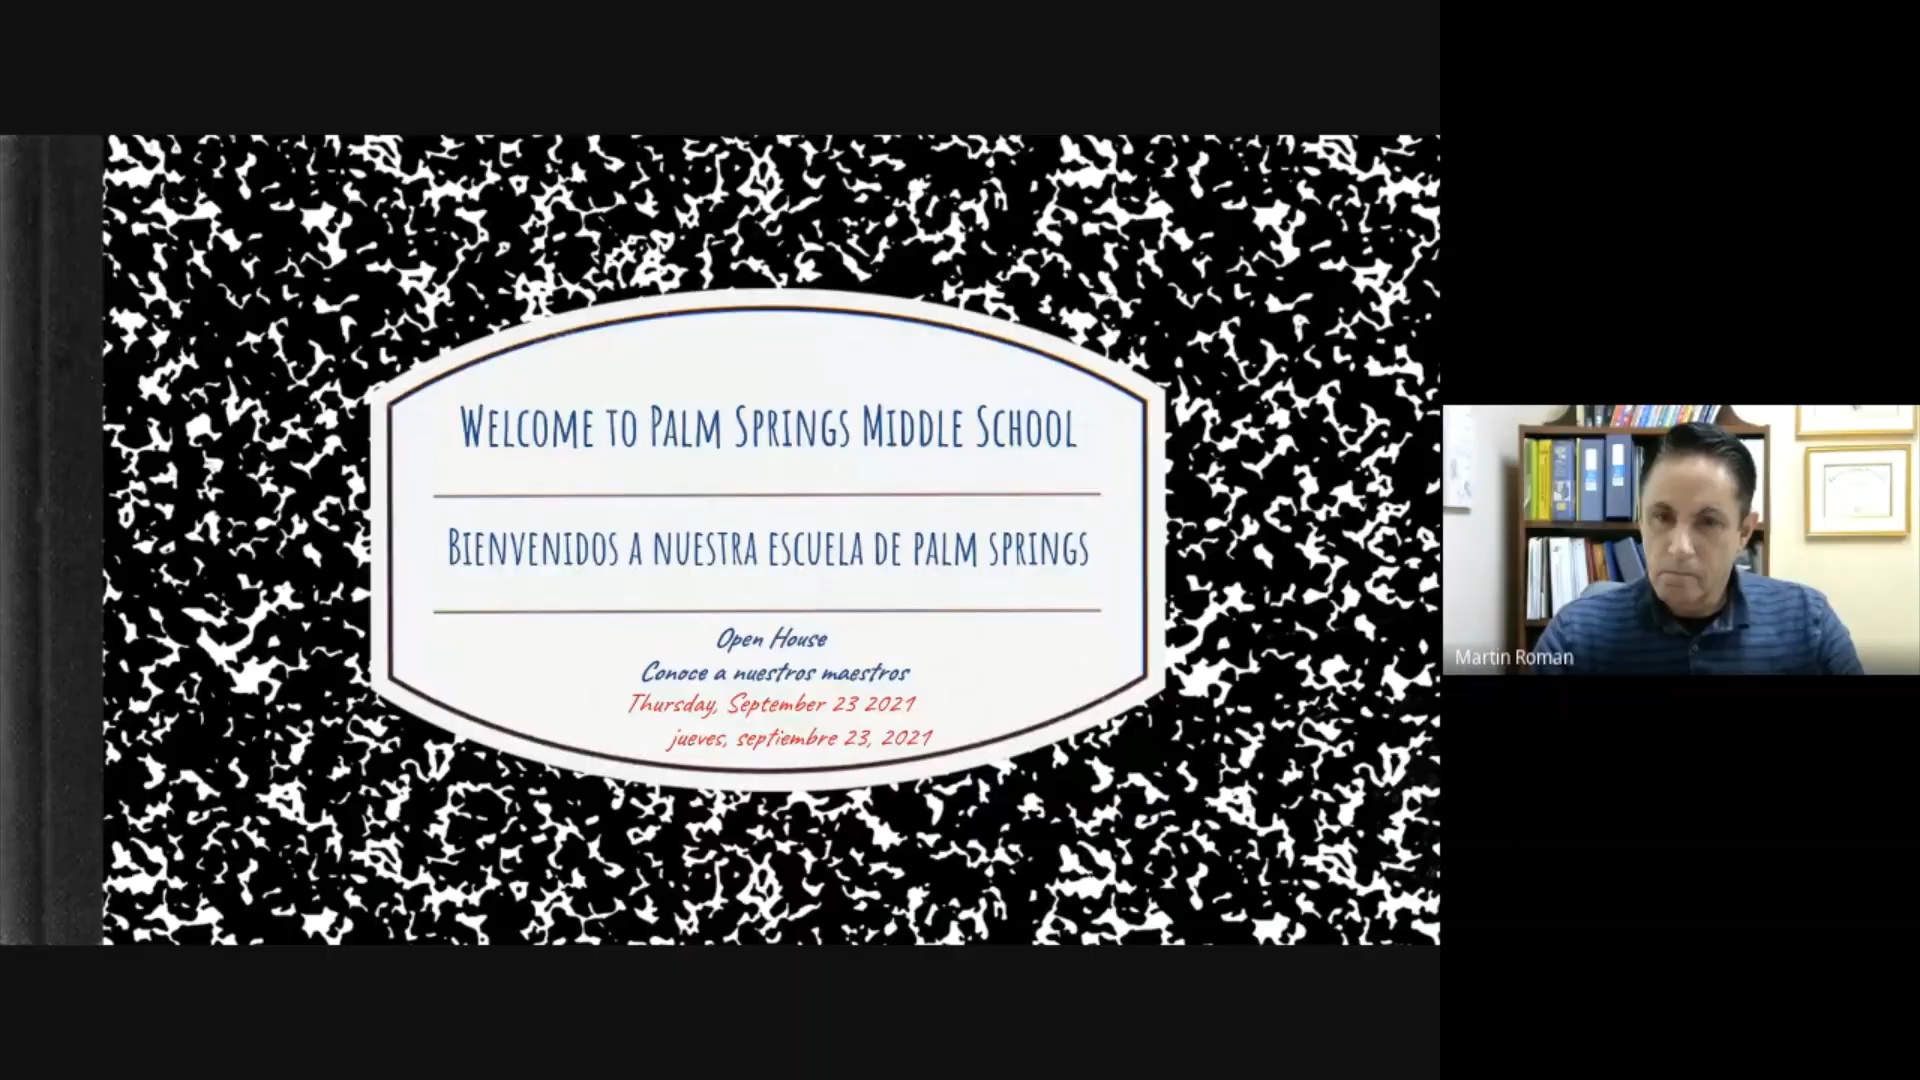 Welcome to Palm Springs Middle School
Bienvenidos a nuestra escuela de palm springs
Open House
Conoce a nuestros maestros
Thursday, September 23 2021
jueves, septiembre 23, 2021
Martin Roman